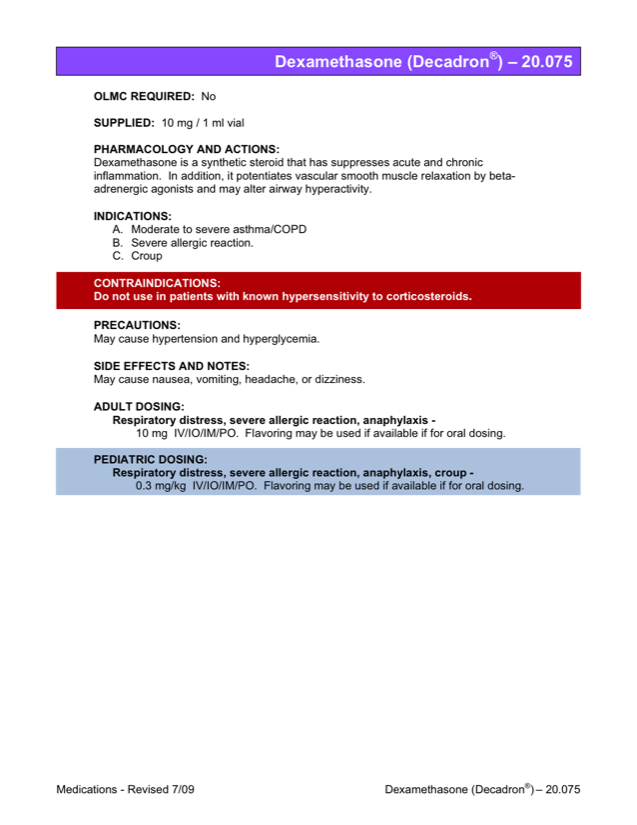 Dexamethasone (Decadron®) – 20.075
OLMC REQUIRED: No
SUPPLIED: 10 mg / 1 ml vial
PHARMACOLOGY AND ACTIONS:
Dexamethasone is a synthetic steroid that has suppresses acute and chronic
inflammation. In addition, it potentiates vascular smooth muscle relaxation by beta-
adrenergic agonists and may alter airway hyperactivity.
INDICATIONS:
A. Moderate to severe asthma/COPD
B. Severe allergic reaction.
C. Croup
CONTRAINDICATIONS:
Do not use in patients with known hypersensitivity to corticosteroids.
PRECAUTIONS:
May cause hypertension and hyperglycemia.
SIDE EFFECTS AND NOTES:
May cause nausea, vomiting, headache, or dizziness.
ADULT DOSING:
Respiratory distress, severe allergic reaction, anaphylaxis -
10 mg IV/IO/IM/PO. Flavoring may be used if available if for oral dosing.
PEDIATRIC DOSING:
Respiratory distress, severe allergic reaction, anaphylaxis, croup -
0.3 mg/kg IV/IO/IM/PO. Flavoring may be used if available if for oral dosing.
Medications - Revised 7/09 Dexamethasone (Decadron®) – 20.075